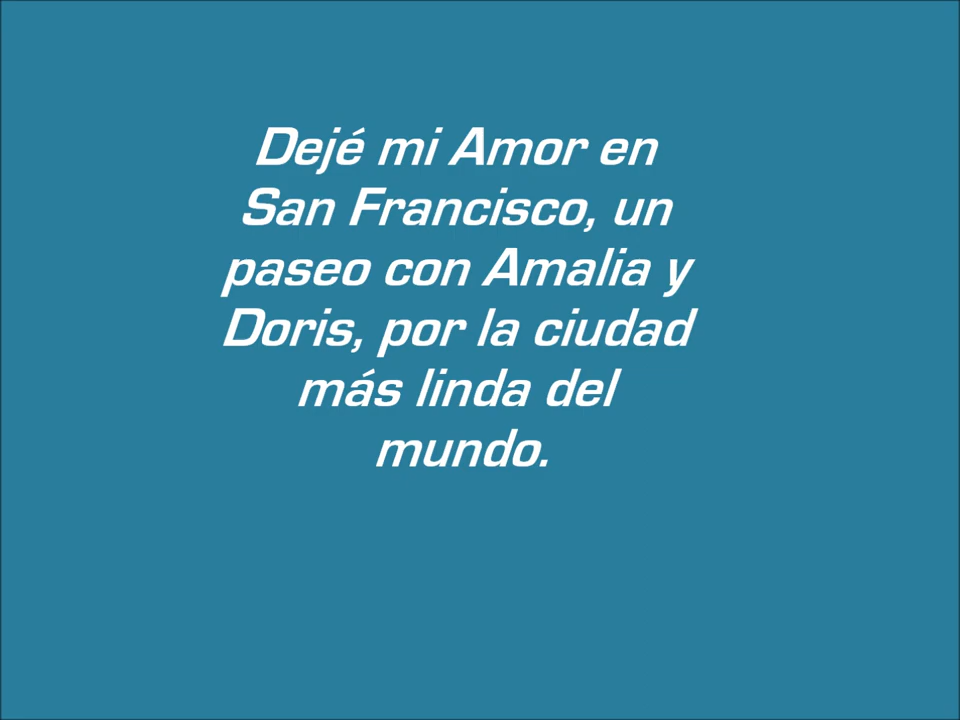 Dejé mi Amor en
San Francisco, un
paseo con Amalia y
Doris, por la ciudad
más linda del
mundo.